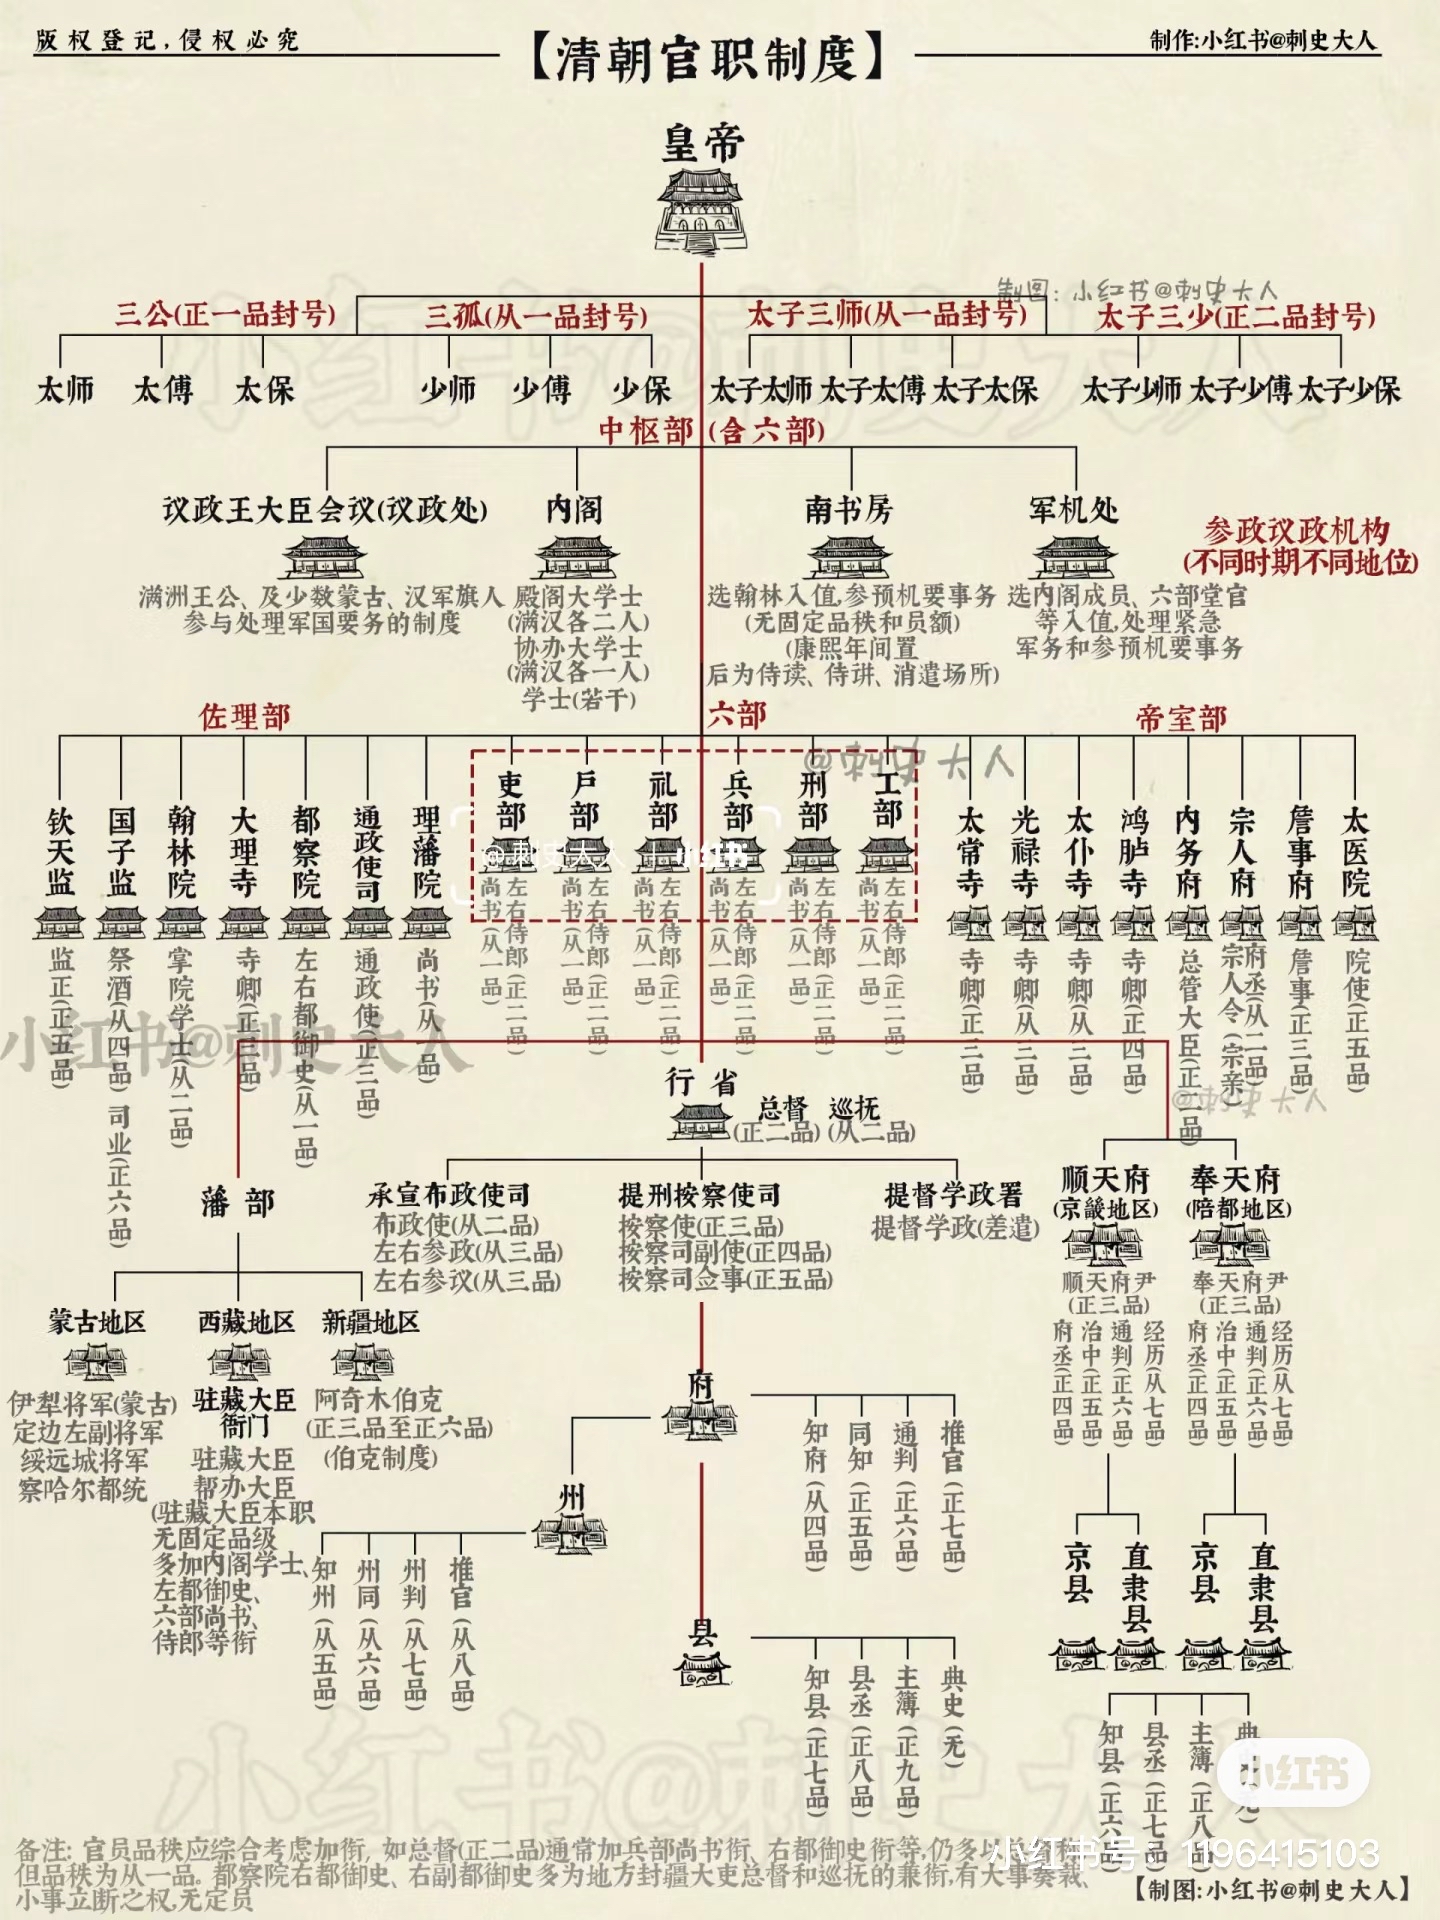 版权登记,侵权必究
【清朝官职制度】
制作:小红书@刺史大人
皇帝
制图:小红书@刺史大人
三公(正一品封号)
三孤(从一品封号)
太子三师(从一品封号)
太子三少(正二品封号)
太师
太傅
太保
少师
少傅
少保
太子太师
太子太傅
太子太保
太子少师
太子少傅
太子少保
小红书@刺史大人
中枢部(含六部)
议政王大臣会议(议政处)
满洲王公、及少数蒙古、汉军旗人
参与处理军国要务的制度
内阁
殿阁大学士
(满汉各二人)
协办大学士
(满汉各一人)
学士(若干)
南书房
选翰林入值,参预机要事务
(无固定品秩和员额)
(康熙年间置
后为侍读、侍讲、消遣场所)
军机处
选内阁成员、六部堂官
等入值,处理紧急
军务和参预机要事务
参政议政机构
(不同时期不同地位)
佐理部
六部
帝室部
钦天监
监正(正五品)
国子监
祭酒(从四品)司业(正六品)
翰林院
掌院学士(从二品)
大理寺
寺卿(正三品)
都察院
左右都御史(从一品)
通政使司
通政使(正三品)
理藩院
尚书(从一品)
吏部
尚书(从一品)
左右侍郎(正二品)
户部
尚书(从一品)
左右侍郎(正二品)
礼部
尚书(从一品)
左右侍郎(正二品)
兵部
尚书(从一品)
左右侍郎(正二品)
刑部
尚书(从一品)
左右侍郎(正二品)
工部
尚书(从一品)
左右侍郎(正二品)
@刺史大人
@刺史大人 | 小红书
太常寺
寺卿(正三品)
光禄寺
寺卿(从三品)
太仆寺
寺卿(从三品)
鸿胪寺
寺卿(正四品)
内务府
总管大臣(正二品)
宗人府
宗人令(宗亲)
府丞(从二品)
詹事府
詹事(正三品)
太医院
院使(正五品)
小红书@刺史大人
@刺史大人
行省
总督
(正二品)
巡抚
(从二品)
承宣布政使司
布政使(从二品)
左右参政(从三品)
左右参议(从三品)
提刑按察使司
按察使(正三品)
按察司副使(正四品)
按察司佥事(正五品)
提督学政署
提督学政(差遣)
藩部
蒙古地区
伊犁将军(蒙古)
定边左副将军
绥远城将军
察哈尔都统
西藏地区
驻藏大臣
衙门
驻藏大臣
帮办大臣
(驻藏大臣本职
无固定品级
多加内阁学士、
左都御史、
六部尚书、
侍郎等衔
新疆地区
阿奇木伯克
(正三品至正六品)
(伯克制度)
顺天府
(京畿地区)
顺天府尹
(正三品)
府丞(正四品)
治中(正五品)
通判(正六品)
经历(从七品)
奉天府
(陪都地区)
奉天府尹
(正三品)
府丞(正四品)
治中(正五品)
通判(正六品)
经历(从七品)
府
知府(从四品)
同知(正五品)
通判(正六品)
推官(正七品)
州
知州(从五品)
州同(从六品)
州判(从七品)
推官(从八品)
县
知县(正七品)
县丞(正八品)
主簿(正九品)
典史(无)
京县
直隶县
京县
直隶县
知县(正六品)
县丞(正七品)
主簿(正八品)
小红书
小红书@刺史大人
备注: 官员品秩应综合考虑加衔, 如总督(正二品)通常加兵部尚书衔、右都御史衔等,仍多以
但品秩为从一品。都察院右都御史、右副都御史多为地方封疆大吏总督和巡抚的兼衔,有大事奏裁、
小事立断之权,无定员
小红书号: 1196415103
【制图:小红书@刺史大人】